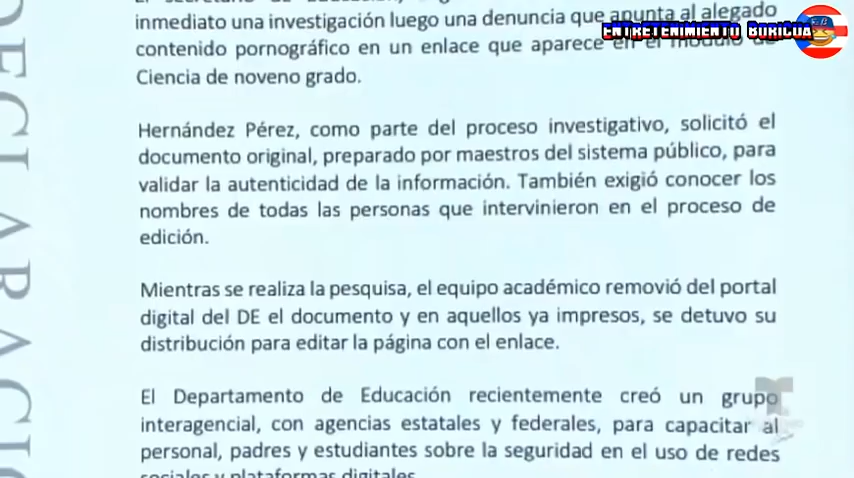 inmediato una investigación luego una denuncia que apunta al alegado
contenido pornográfico en un enlace que aparece en el módulo de
Ciencia de noveno grado.
Hernández Pérez, como parte del proceso investigativo, solicitó el
documento original, preparado por maestros del sistema público, para
validar la autenticidad de la información. También exigió conocer los
nombres de todas las personas que intervinieron en el proceso de
edición.
Mientras se realiza la pesquisa, el equipo académico removió del portal
digital del DE el documento y en aquellos ya impresos, se detuvo su
distribución para editar la página con el enlace.
El Departamento de Educación recientemente creó un grupo
interagencial, con agencias estatales y federales, para capacitar al
personal, padres y estudiantes sobre la seguridad en el uso de redes
sociales y plataformas digitales.
ENTRETENIMIENTO BORICUA
DECLARACIO